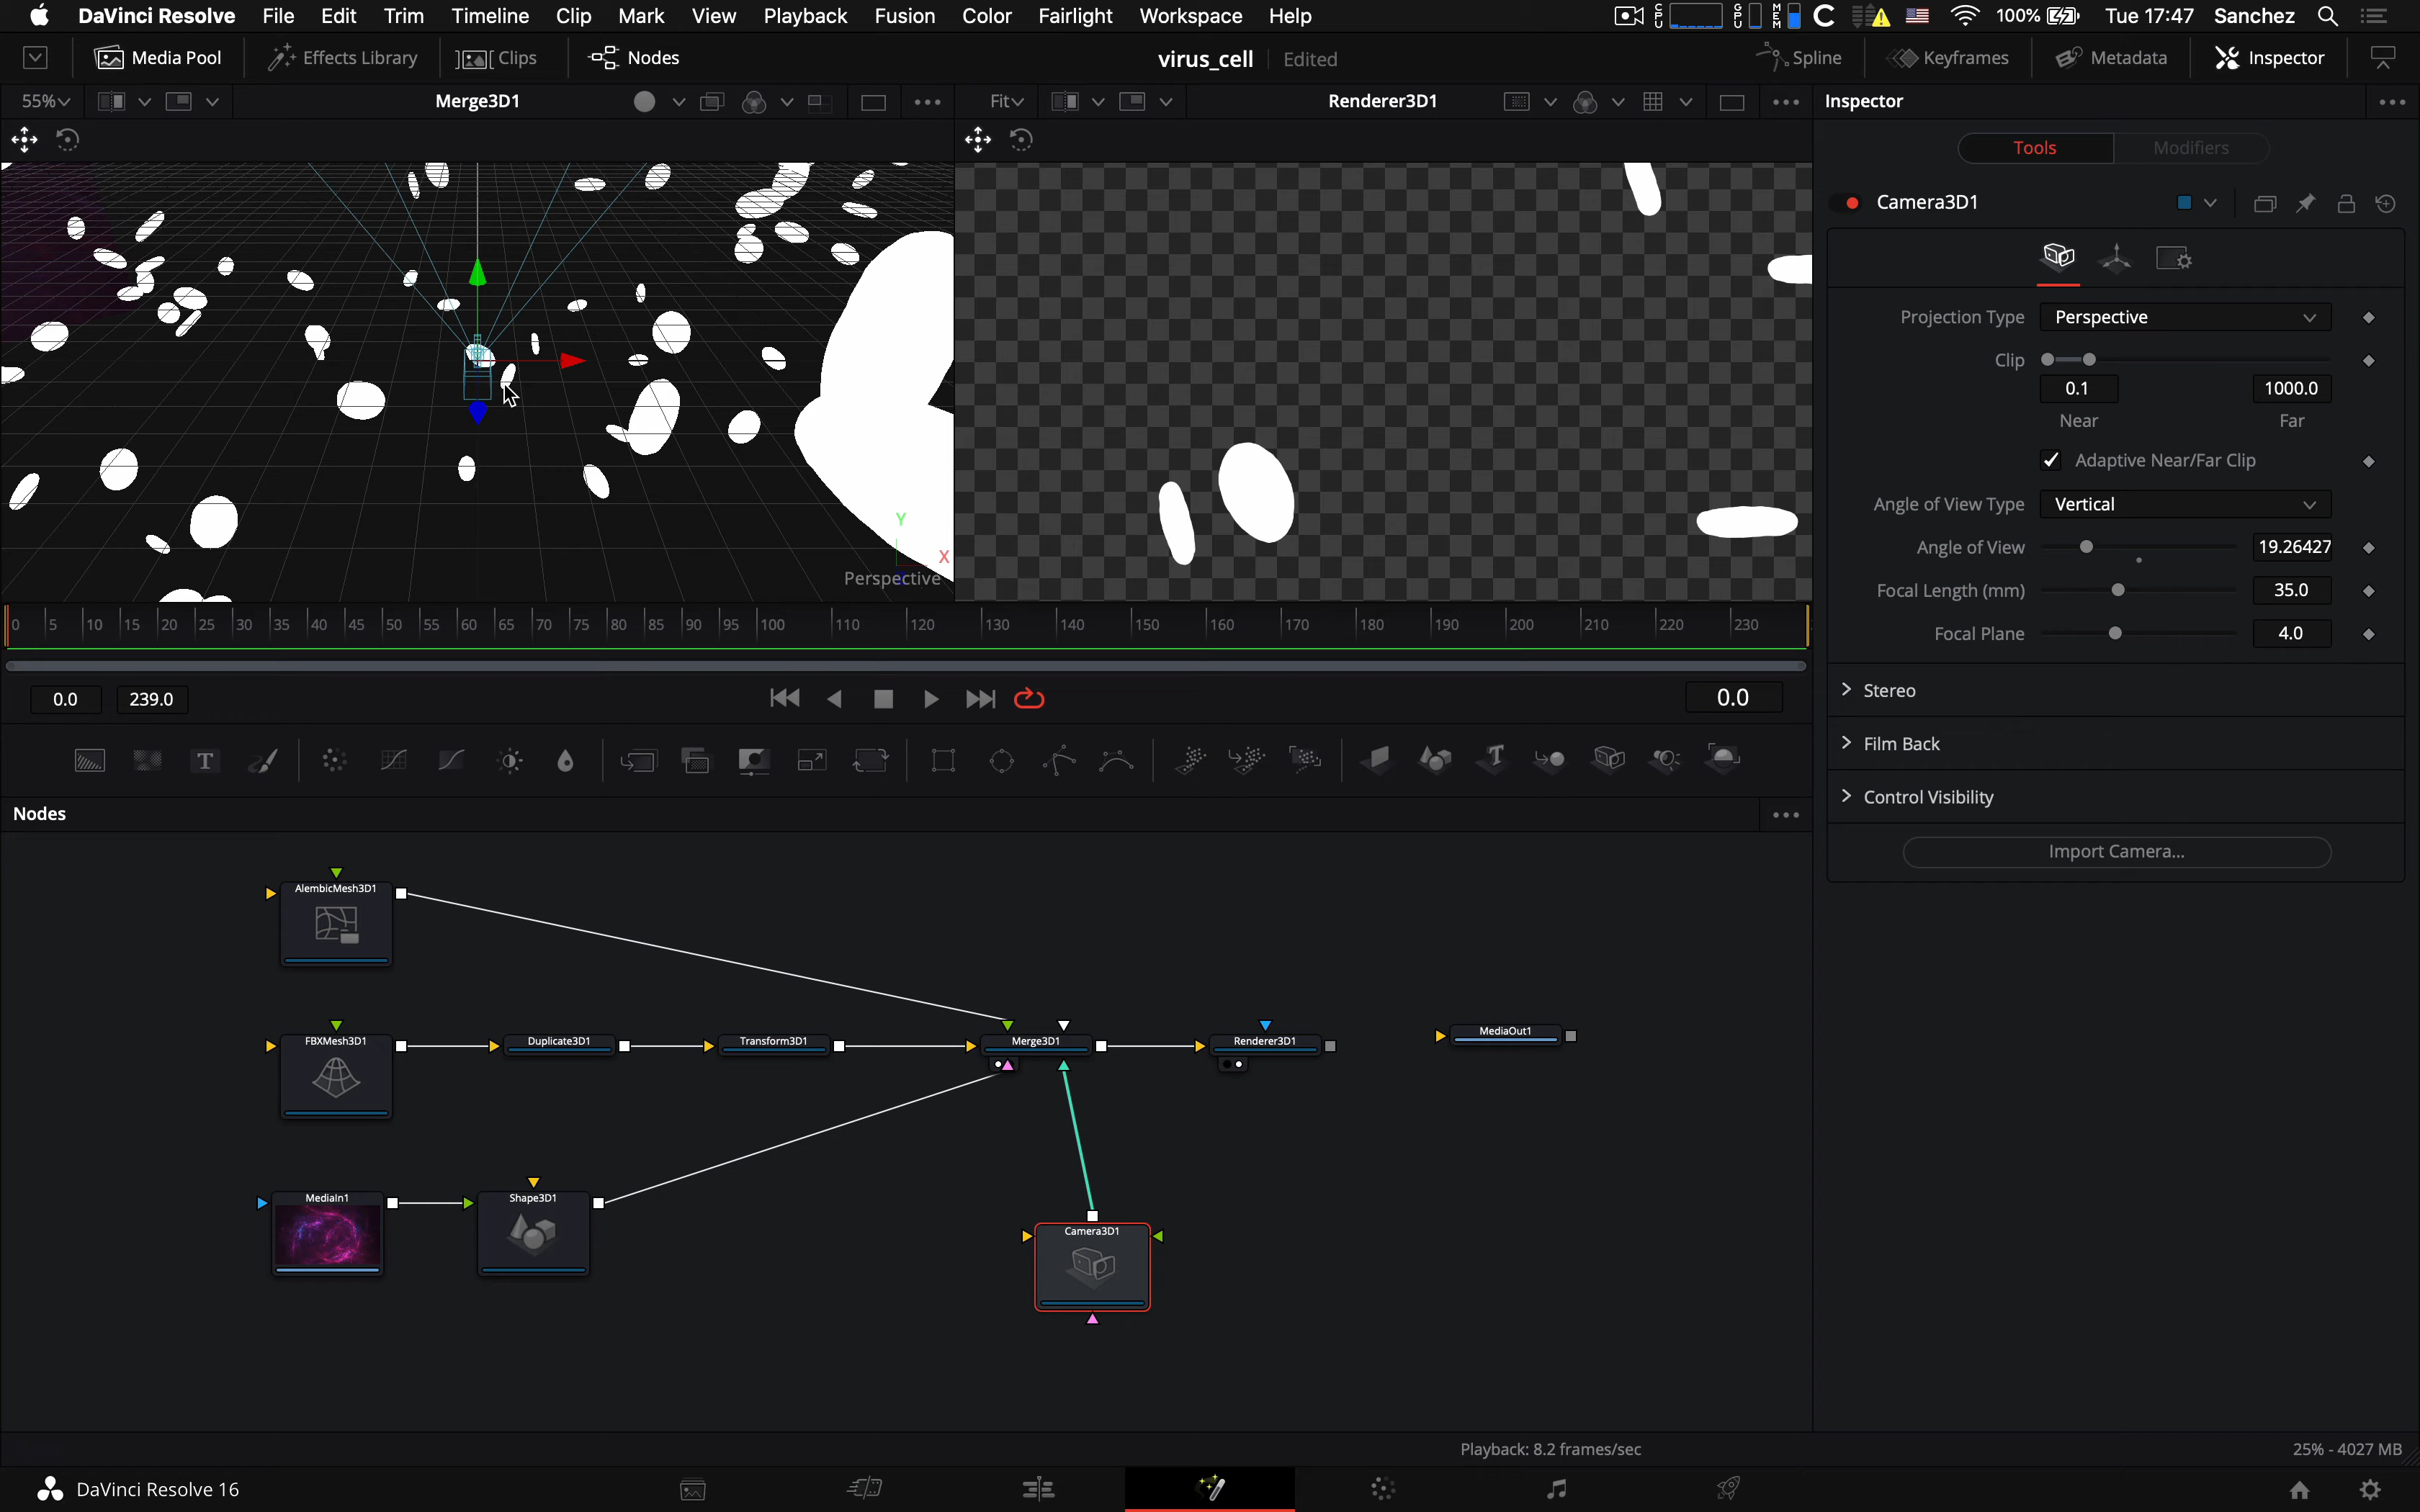 DaVinci Resolve File Edit Trim Timeline Clip Mark View Playback Fusion Color Fairlight Workspace Help CPU GPU MEM 100% Tue 17:47 Sanchez
Media Pool Effects Library Clips Nodes virus_cell Edited Spline Keyframes Metadata Inspector
55% Merge3D1 Fit Renderer3D1 Inspector
Tools Modifiers
Camera3D1
Projection Type Perspective
Clip
0.1 1000.0
Near Far
Adaptive Near/Far Clip
Angle of View Type Vertical
Y
Angle of View 19.26427
X
Perspective
Focal Length (mm) 35.0
0 5 10 15 20 25 30 35 40 45 50 55 60 65 70 75 80 85 90 95 100 110 120 130 140 150 160 170 180 190 200 210 220 230
Focal Plane 4.0
Stereo
0.0 239.0 0.0
Film Back
T
Control Visibility
Nodes
Import Camera...
AlembicMesh3D1
FBXMesh3D1 Duplicate3D1 Transform3D1 Merge3D1 Renderer3D1 MediaOut1
MediaIn1 Shape3D1
Camera3D1
Playback: 8.2 frames/sec 25% - 4027 MB
DaVinci Resolve 16